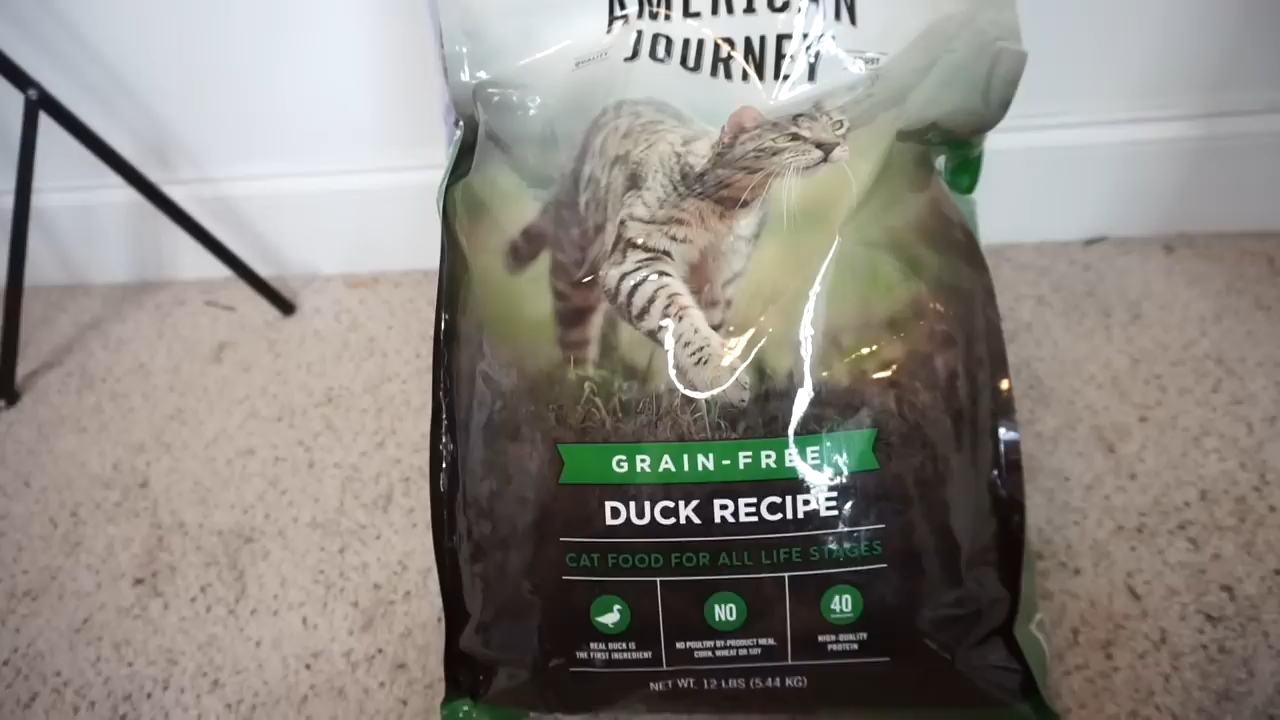 AMERICAN
JOURNEY
QUALITY
GRAIN-FREE
DUCK RECIPE
CAT FOOD FOR ALL LIFE STAGES
NO
40
REAL DUCK IS
THE FIRST INGREDIENT
NO POULTRY BY-PRODUCT MEAL,
CORN, WHEAT OR SOY
HIGH-QUALITY
PROTEIN
NET WT. 12 LBS (5.44 KG)